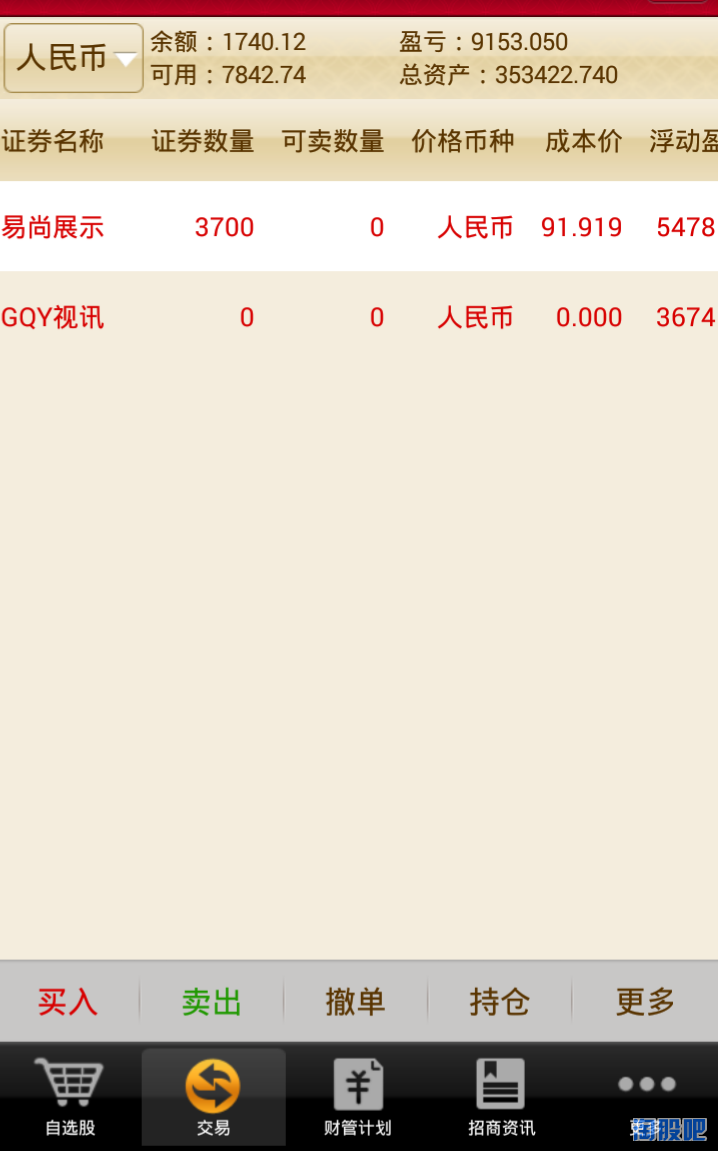 人民币 余额：1740.12 盈亏：9153.050
可用：7842.74 总资产：353422.740
证券名称 证券数量 可卖数量 价格币种 成本价 浮动盈
易尚展示 3700 0 人民币 91.919 5478
GQY视讯 0 0 人民币 0.000 3674
买入 卖出 撤单 持仓 更多
自选股 交易 财管计划 招商资讯 更多
淘股吧